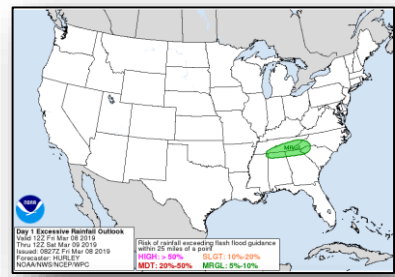 MRGL
noaa
Day 1 Excessive Rainfall Outlook
Valid 12Z Fri Mar 08 2019
Thru 12Z Sat Mar 09 2019
Issued: 0827Z Fri Mar 08 2019
Forecaster: HURLEY
NOAA/NWS/NCEP/WPC
Risk of rainfall exceeding flash flood guidance
within 25 miles of a point
HIGH: > 50% SLGT: 10%-20%
MDT: 20%-50% MRGL: 5%-10%